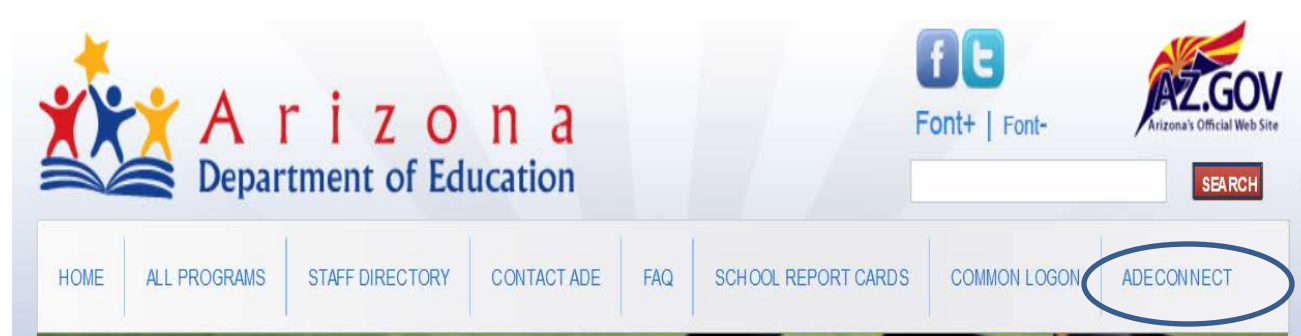 Arizona
Department of Education
f t
Font+ | Font-
AZ.GOV
Arizona's Official Web Site
SEARCH
HOME ALL PROGRAMS STAFF DIRECTORY CONTACT ADE FAQ SCHOOL REPORT CARDS COMMON LOGON ADECONNECT